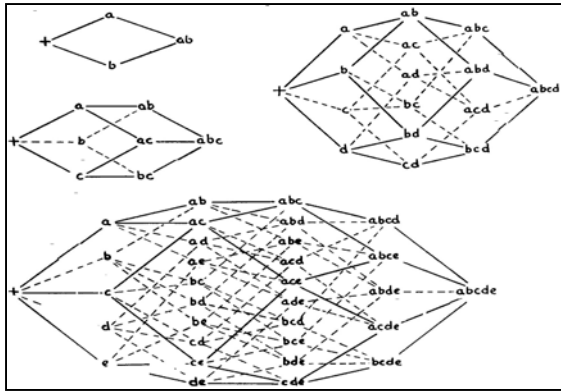 a
+ ab
b
a ab
+ b ac abc
c bc
ab
a abc
ac
b ad abd
+ abcd
c bc acd
d bd bcd
cd
ab abc
a ac abd abcd
ad abe
b ae acd abce
bc ace
+ c bd ade abde abcde
be bcd
d cd bce acde
e ce bde bcde
de cde